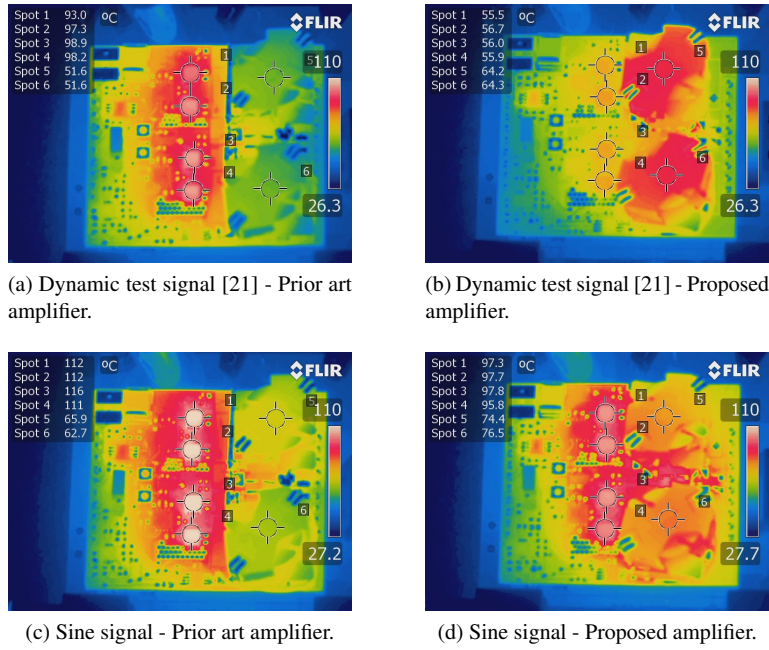 Spot 1 93.0 °C
Spot 2 97.3
Spot 3 98.9
Spot 4 98.2
Spot 5 51.6
Spot 6 51.6
FLIR
1
5
110
2
3
4
6
26.3
(a) Dynamic test signal [21] - Prior art
amplifier.
Spot 1 55.5 °C
Spot 2 56.7
Spot 3 56.0
Spot 4 55.9
Spot 5 64.2
Spot 6 64.3
FLIR
1
5
110
2
3
4
6
26.3
(b) Dynamic test signal [21] - Proposed
amplifier.
Spot 1 112 °C
Spot 2 112
Spot 3 116
Spot 4 111
Spot 5 65.9
Spot 6 62.7
FLIR
1
5
110
2
3
4
6
27.2
(c) Sine signal - Prior art amplifier.
Spot 1 97.3 °C
Spot 2 97.7
Spot 3 97.8
Spot 4 95.8
Spot 5 74.4
Spot 6 76.5
FLIR
1
5
110
2
3
4
6
27.7
(d) Sine signal - Proposed amplifier.